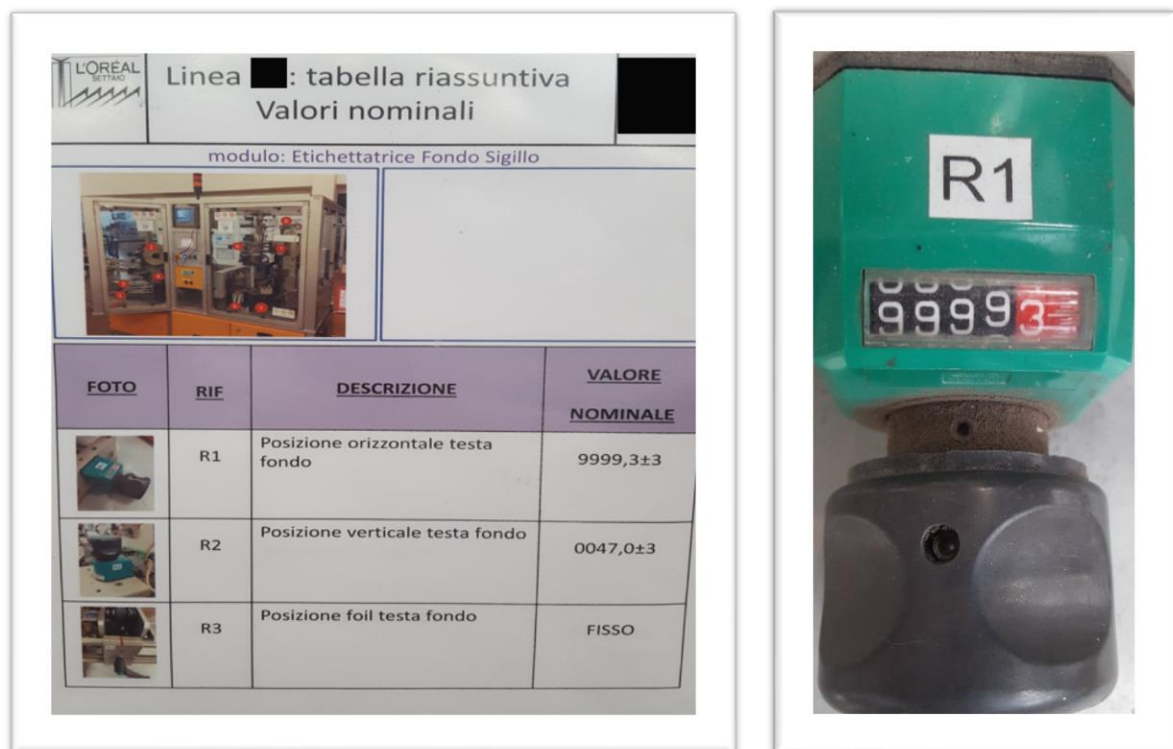 L'ORÉAL
SETTIMO
Linea : tabella riassuntiva
Valori nominali
modulo: Etichettatrice Fondo Sigillo
FOTO RIF DESCRIZIONE VALORE NOMINALE
R1 Posizione orizzontale testa fondo 9999,3±3
R2 Posizione verticale testa fondo 0047,0±3
R3 Posizione foil testa fondo FISSO
R1
99993